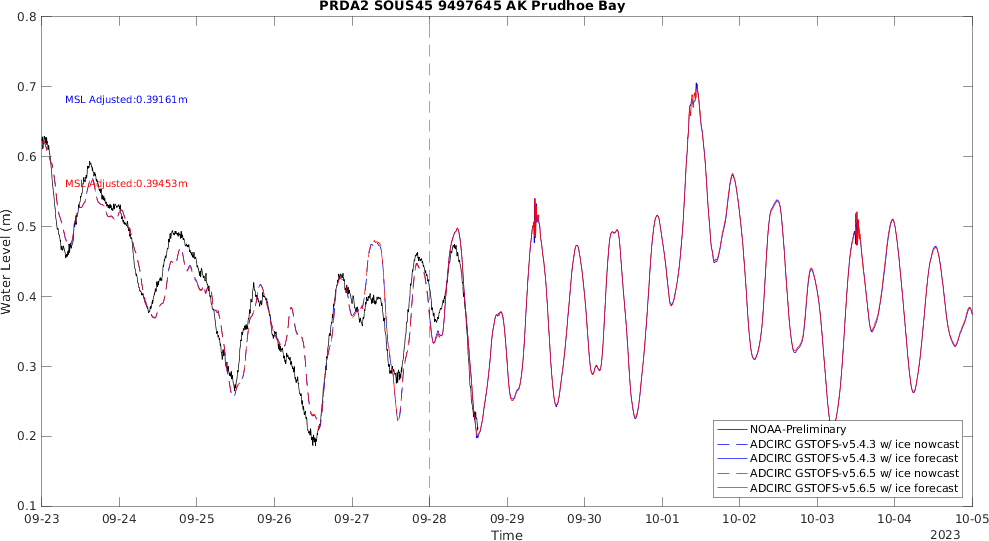 PRDA2 SOUS45 9497645 AK Prudhoe Bay
0.8
0.7
0.6
0.5
0.4
0.3
0.2
0.1
Water Level (m)
MSL Adjusted:0.39161m
MSL Adjusted:0.39453m
NOAA-Preliminary
ADCIRC GSTOFS-v5.4.3 w/ ice nowcast
ADCIRC GSTOFS-v5.4.3 w/ ice forecast
ADCIRC GSTOFS-v5.6.5 w/ ice nowcast
ADCIRC GSTOFS-v5.6.5 w/ ice forecast
09-23 09-24 09-25 09-26 09-27 09-28 09-29 09-30 10-01 10-02 10-03 10-04 10-05
Time
2023